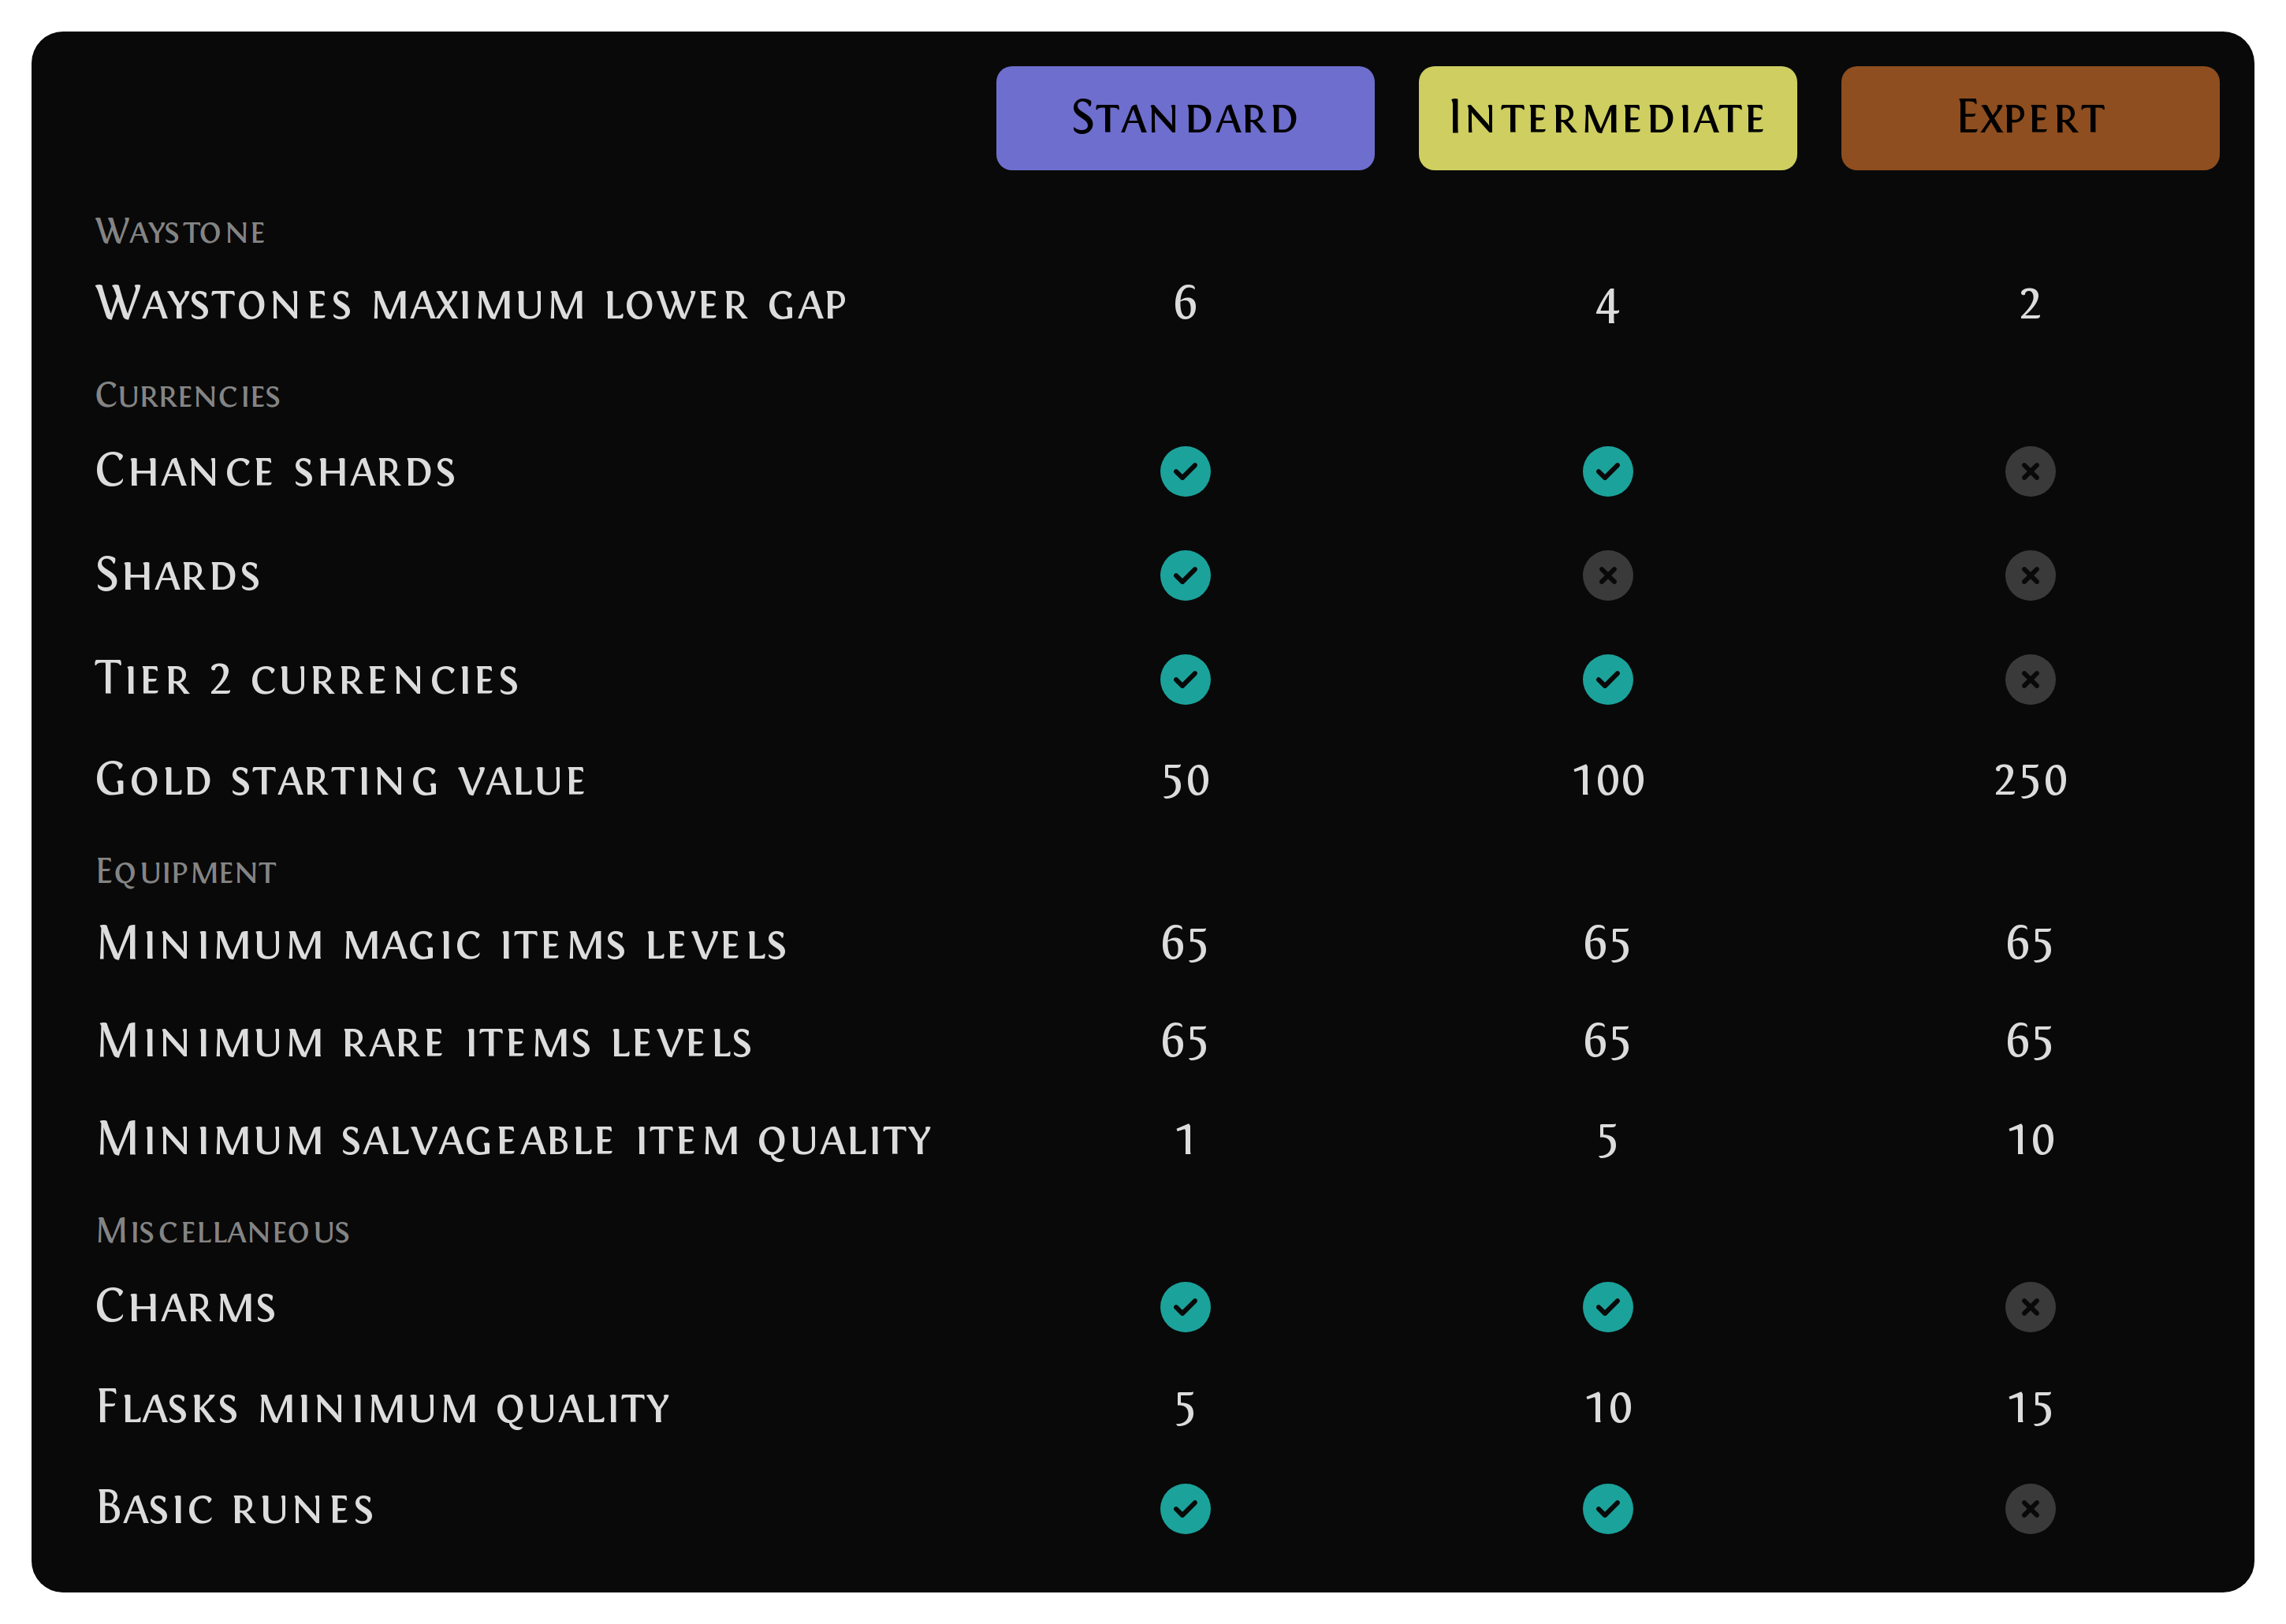 Standard Intermediate Expert
Waystone
Waystones maximum lower gap 6 4 2
Currencies
Chance shards
Shards
Tier 2 currencies
Gold starting value 50 100 250
Equipment
Minimum magic items levels 65 65 65
Minimum rare items levels 65 65 65
Minimum salvageable item quality 1 5 10
Miscellaneous
Charms
Flasks minimum quality 5 10 15
Basic runes